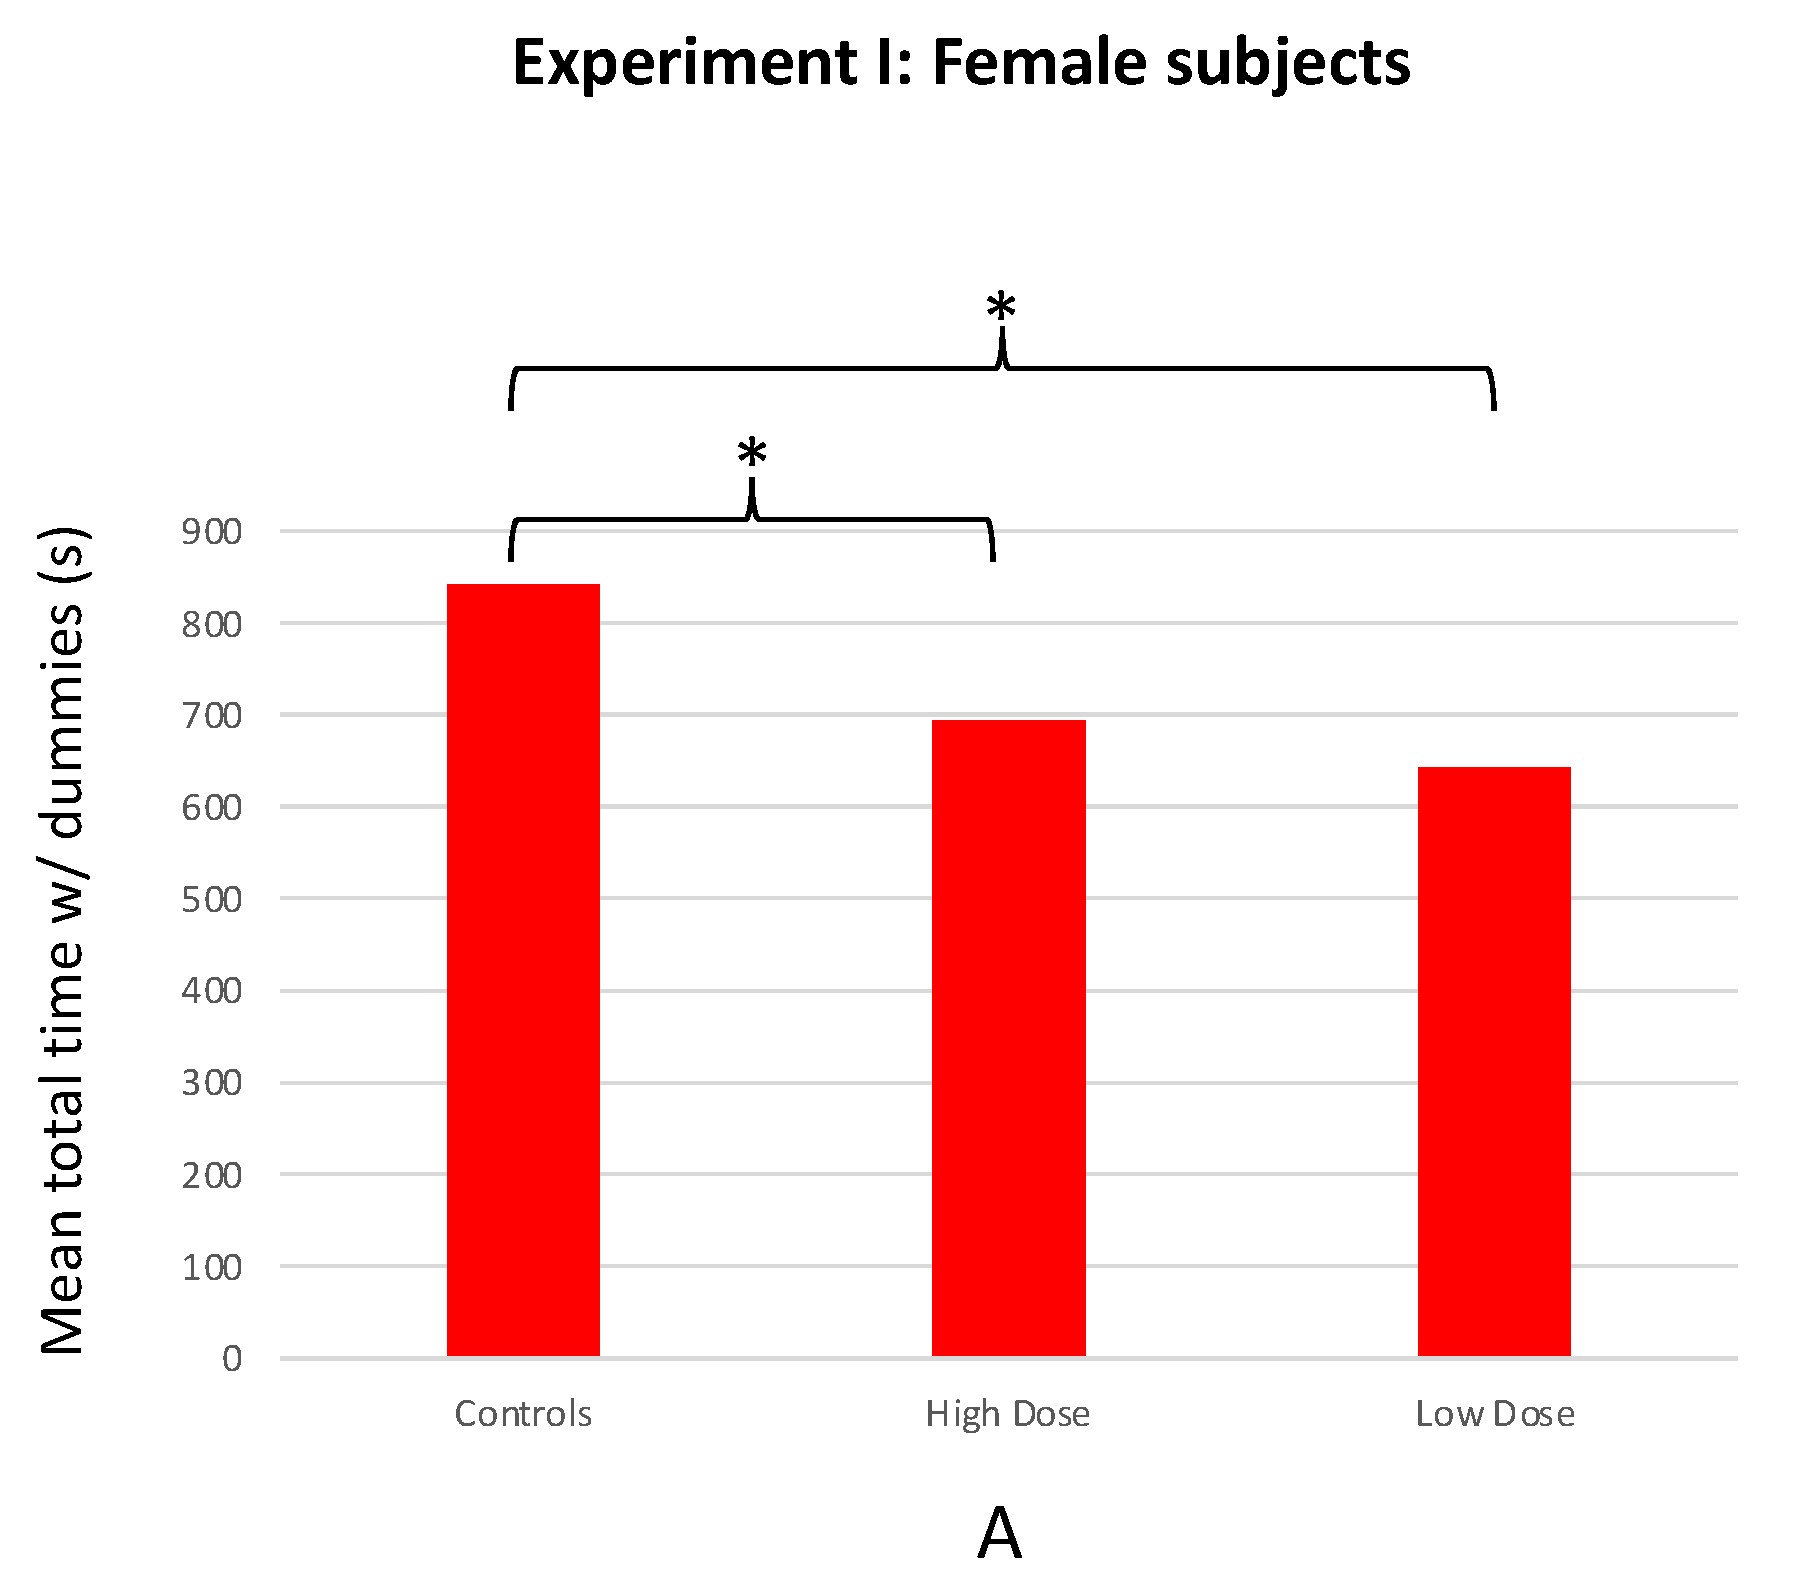 Experiment I: Female subjects
*
*
Mean total time w/ dummies (s)
900
800
700
600
500
400
300
200
100
0
Controls
High Dose
Low Dose
A